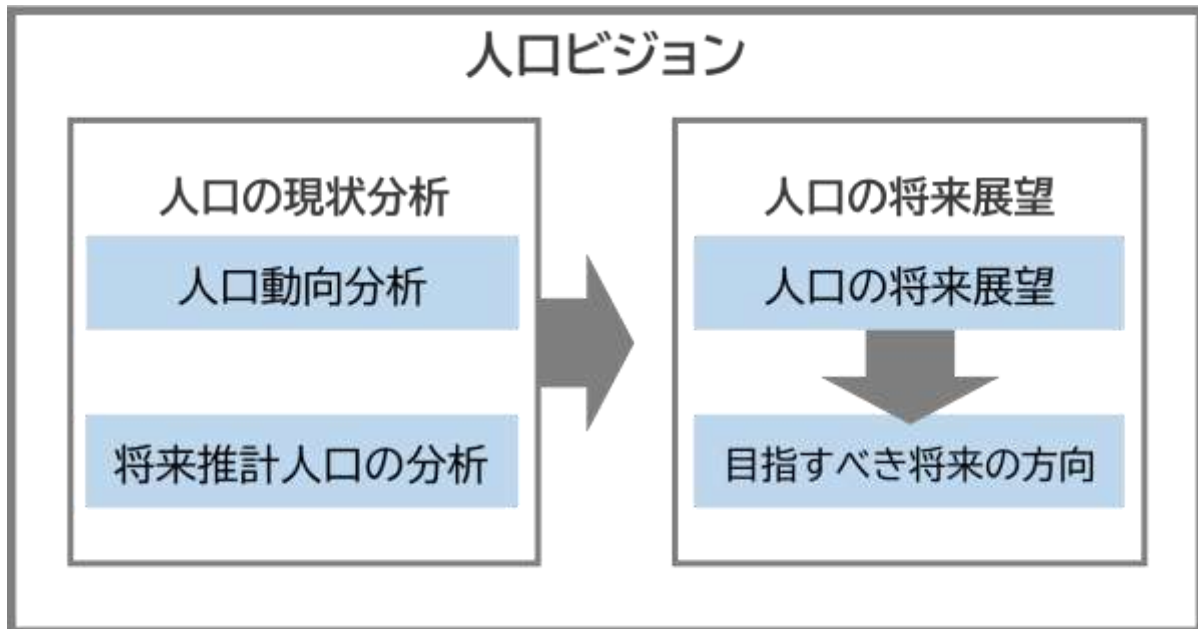 人口ビジョン
人口の現状分析
人口動向分析
将来推計人口の分析
人口の将来展望
人口の将来展望
目指すべき将来の方向